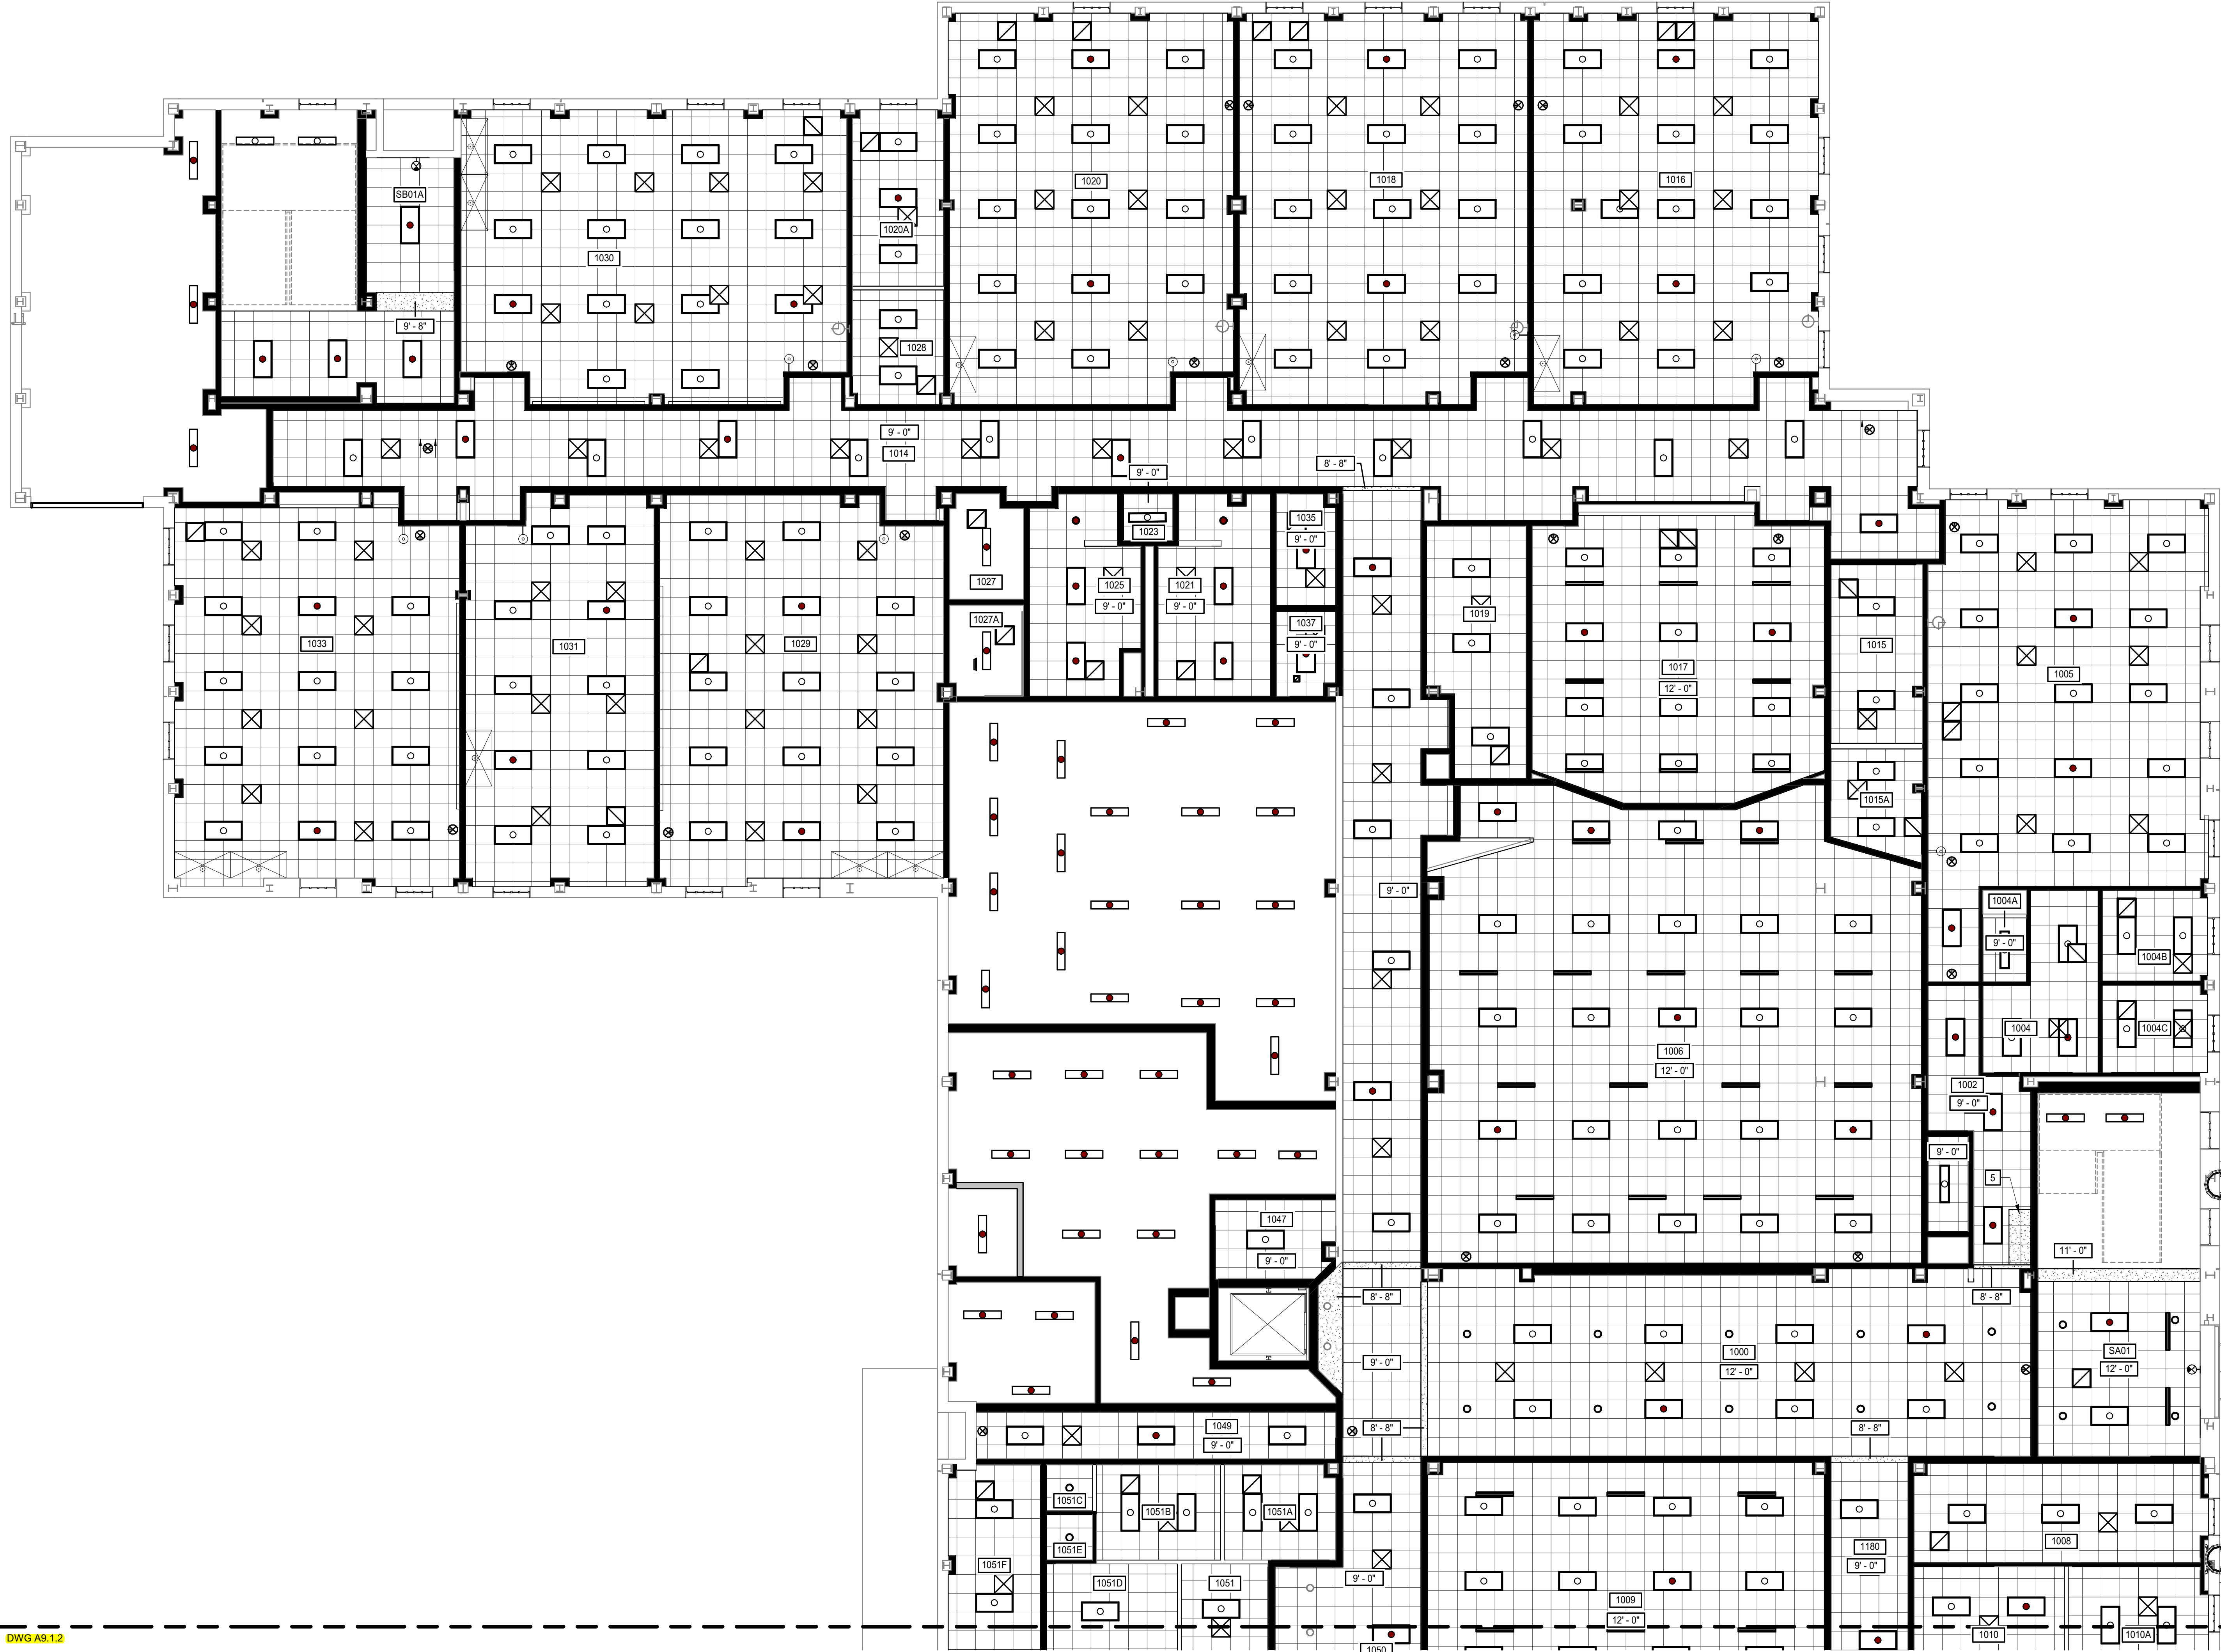 1020
1018
1016
SB01A
1020A
1030
9' - 8"
1028
9' - 0"
1014
9' - 0"
8' - 8"
1023
1035
9' - 0"
1027
1025
9' - 0"
1021
9' - 0"
1027A
1037
9' - 0"
1019
1033
1031
1029
1017
12' - 0"
1015
1005
1015A
9' - 0"
1004A
9' - 0"
1004B
1004
1004C
1006
12' - 0"
1002
9' - 0"
9' - 0"
5
1047
9' - 0"
11' - 0"
8' - 8"
8' - 8"
9' - 0"
1000
12' - 0"
SA01
12' - 0"
1049
9' - 0"
8' - 8"
8' - 8"
1051C
1051B
1051A
1051E
1051F
1051D
1051
9' - 0"
1009
12' - 0"
1180
9' - 0"
1008
1010
1010A
1050
DWG A9.1.2